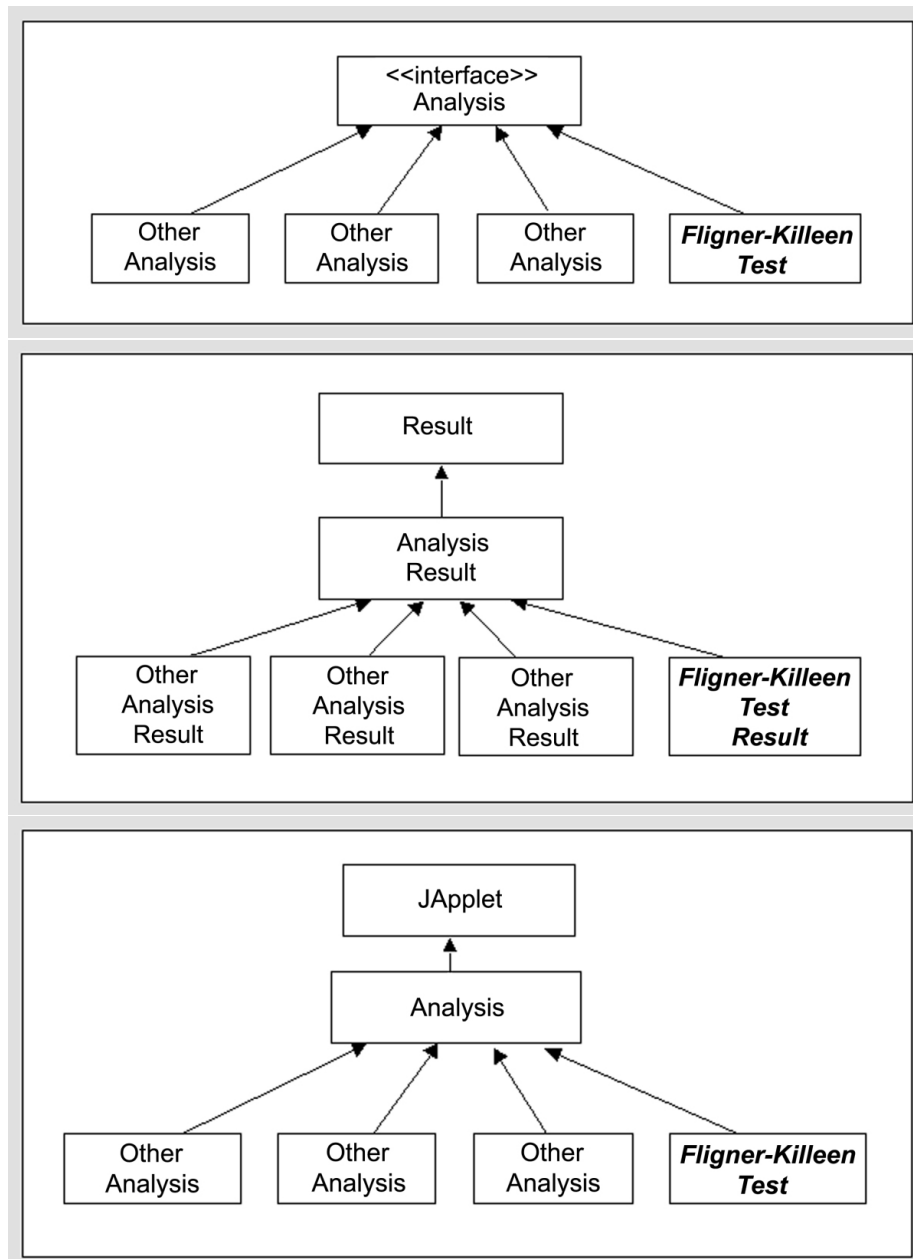 <<interface>>
Analysis
Other
Analysis
Other
Analysis
Other
Analysis
Fligner-Killeen
Test
Result
Analysis
Result
Other
Analysis
Result
Other
Analysis
Result
Other
Analysis
Result
Fligner-Killeen
Test
Result
JApplet
Analysis
Other
Analysis
Other
Analysis
Other
Analysis
Fligner-Killeen
Test